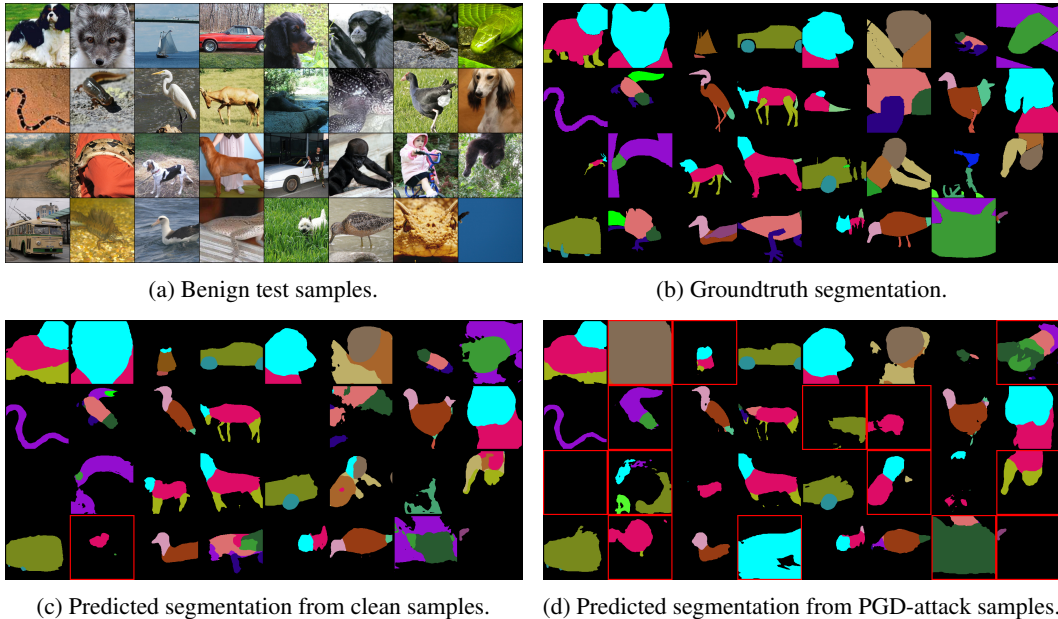 (a) Benign test samples.
(b) Groundtruth segmentation.
(c) Predicted segmentation from clean samples.
(d) Predicted segmentation from PGD-attack samples.